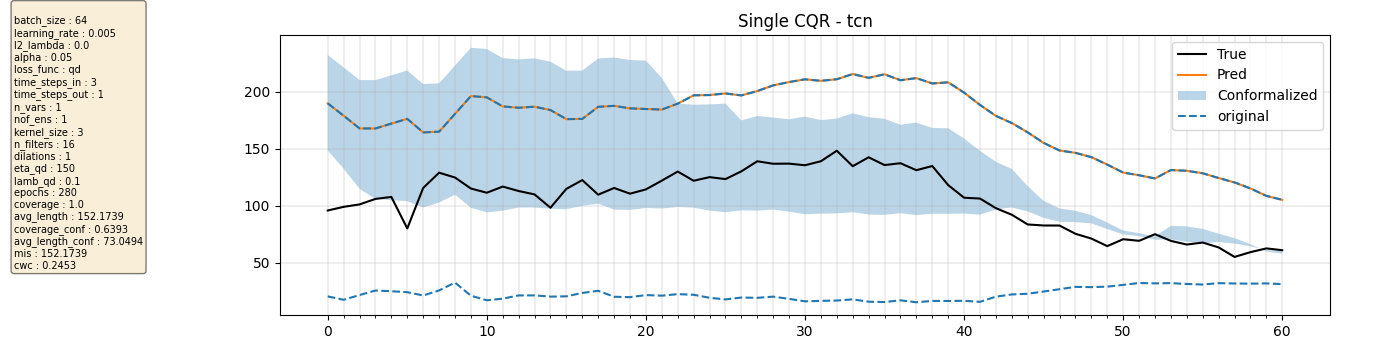 batch_size : 64
learning_rate : 0.005
l2_lambda : 0.0
alpha : 0.05
loss_func : qd
time_steps_in : 3
time_steps_out : 1
n_vars : 1
nof_ens : 1
kernel_size : 3
n_filters : 16
dilations : 1
eta_qd : 150
lamb_qd : 0.1
epochs : 280
coverage : 1.0
avg_length : 152.1739
coverage_conf : 0.6393
avg_length_conf : 73.0494
mis : 152.1739
cwc : 0.2453
Single CQR - tcn
True
Pred
Conformalized
original
200
150
100
50
0 10 20 30 40 50 60